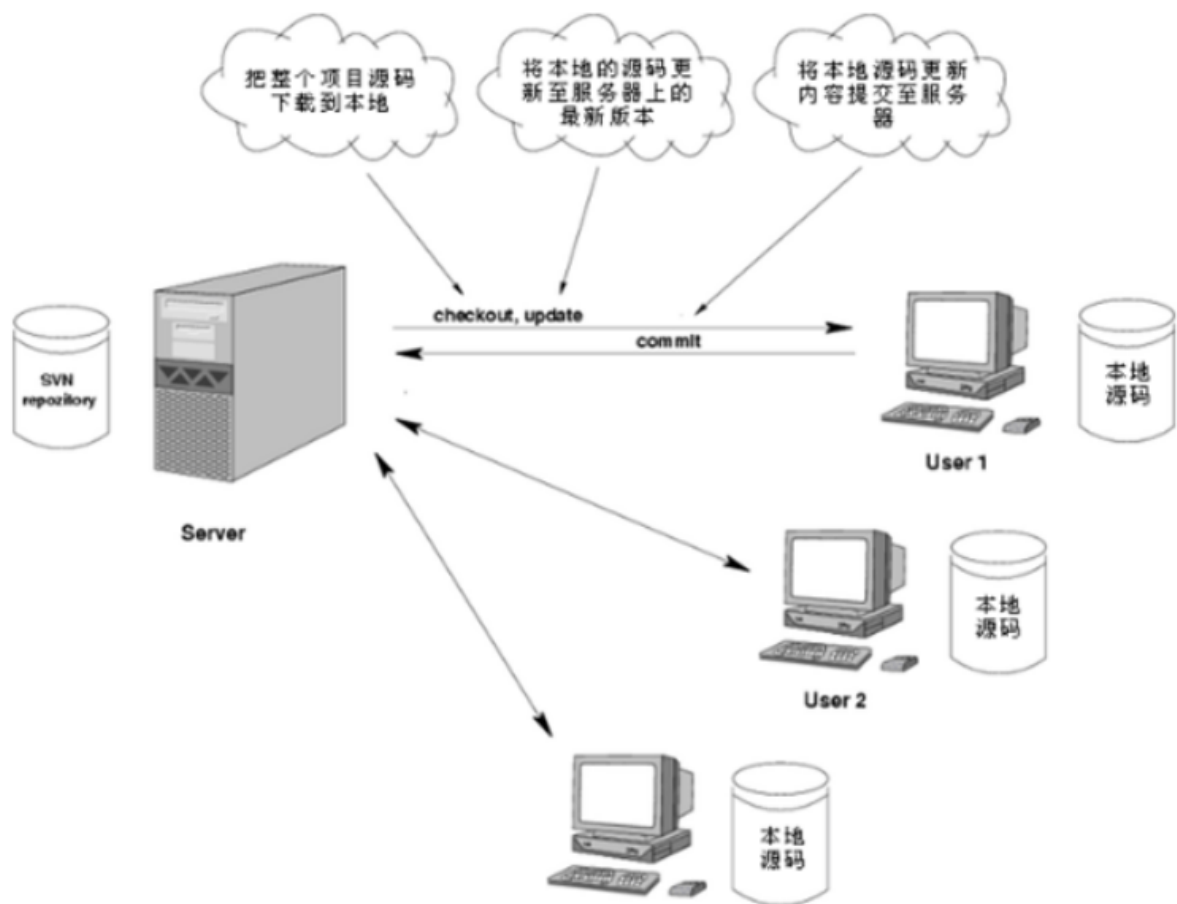 把整个项目源码
下载到本地
将本地的源码更
新至服务器上的
最新版本
将本地源码更新
内容提交至服务
器
checkout, update
commit
SVN
repozitory
本地
源码
User 1
Server
本地
源码
User 2
本地
源码